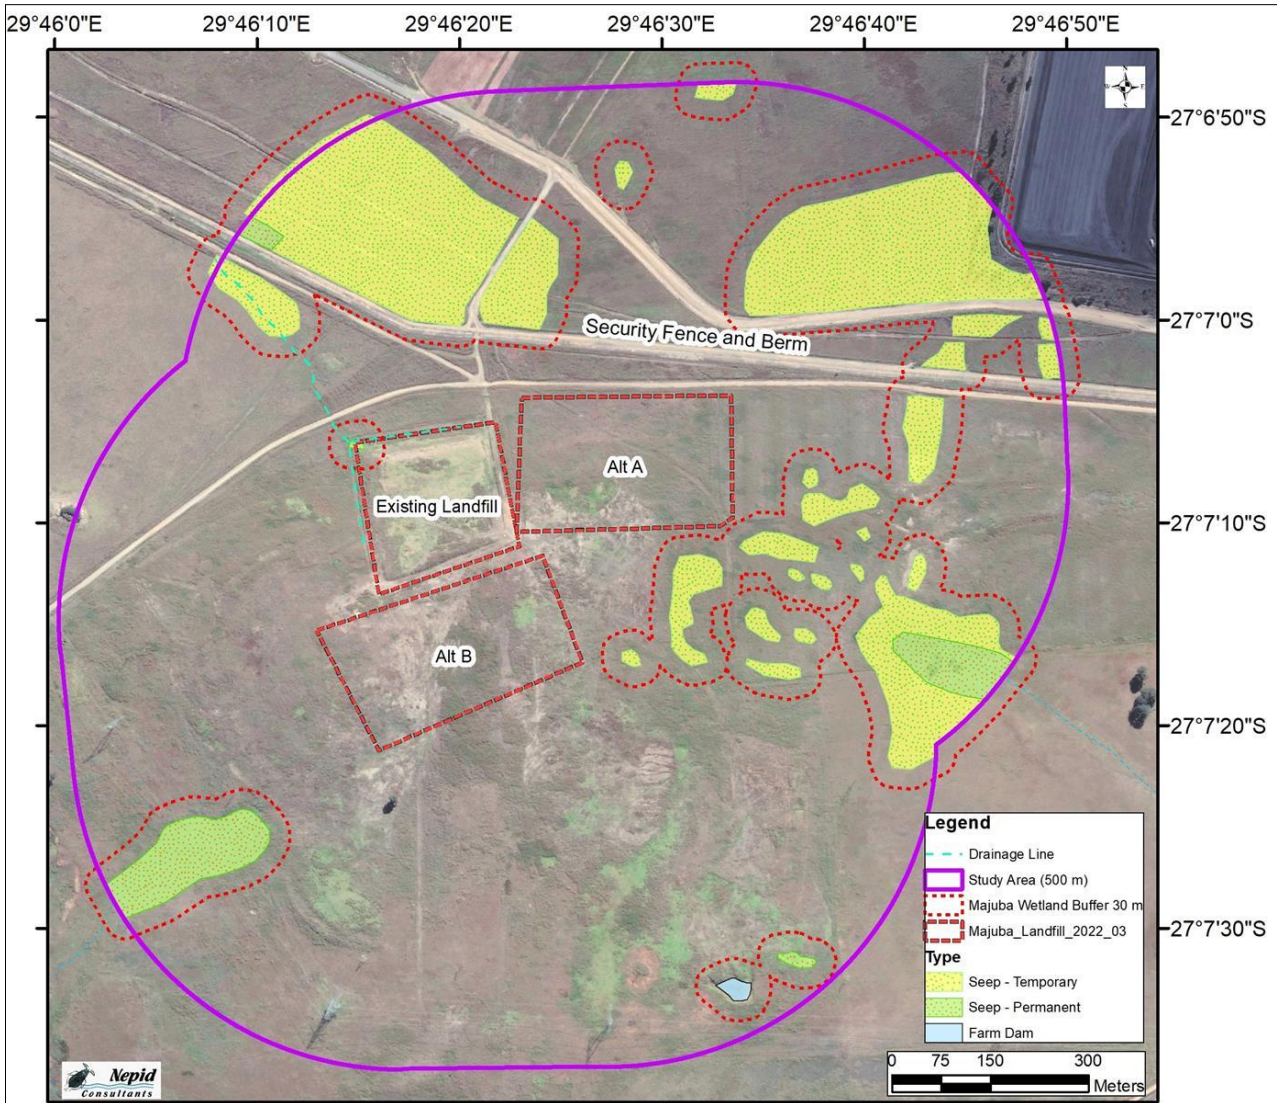 29°46'0"E 29°46'10"E 29°46'20"E 29°46'30"E 29°46'40"E 29°46'50"E
N
W E
S
27°6'50"S
27°7'0"S
Security Fence and Berm
Alt A
Existing Landfill
27°7'10"S
Alt B
27°7'20"S
27°7'30"S
Legend
Drainage Line
Study Area (500 m)
Majuba Wetland Buffer 30 m
Majuba_Landfill_2022_03
Type
Seep - Temporary
Seep - Permanent
Farm Dam
0 75 150 300
Meters
Nepid
Consultants